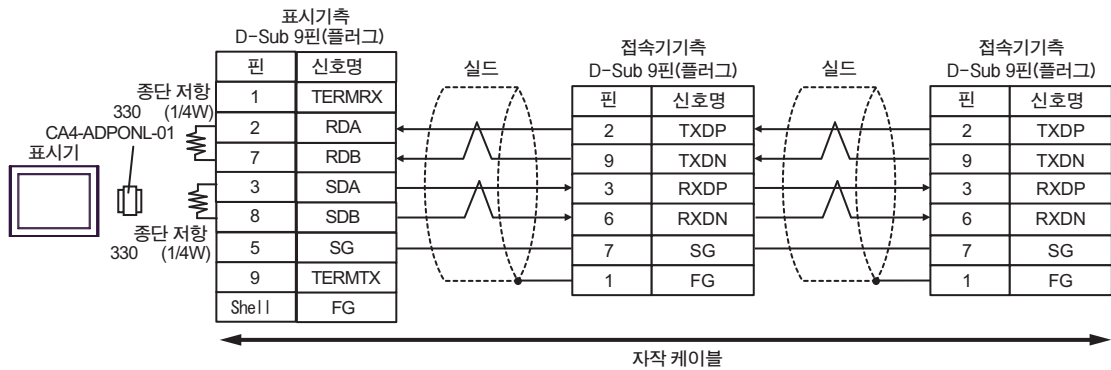 표시기측
D-Sub 9핀(플러그)
핀 신호명
1 TERMRX
2 RDA
7 RDB
3 SDA
8 SDB
5 SG
9 TERMTX
Shell FG
종단 저항
330 (1/4W)
CA4-ADPONL-01
표시기
종단 저항
330 (1/4W)
실드
접속기기측
D-Sub 9핀(플러그)
핀 신호명
2 TXDP
9 TXDN
3 RXDP
6 RXDN
7 SG
1 FG
실드
접속기기측
D-Sub 9핀(플러그)
핀 신호명
2 TXDP
9 TXDN
3 RXDP
6 RXDN
7 SG
1 FG
자작 케이블